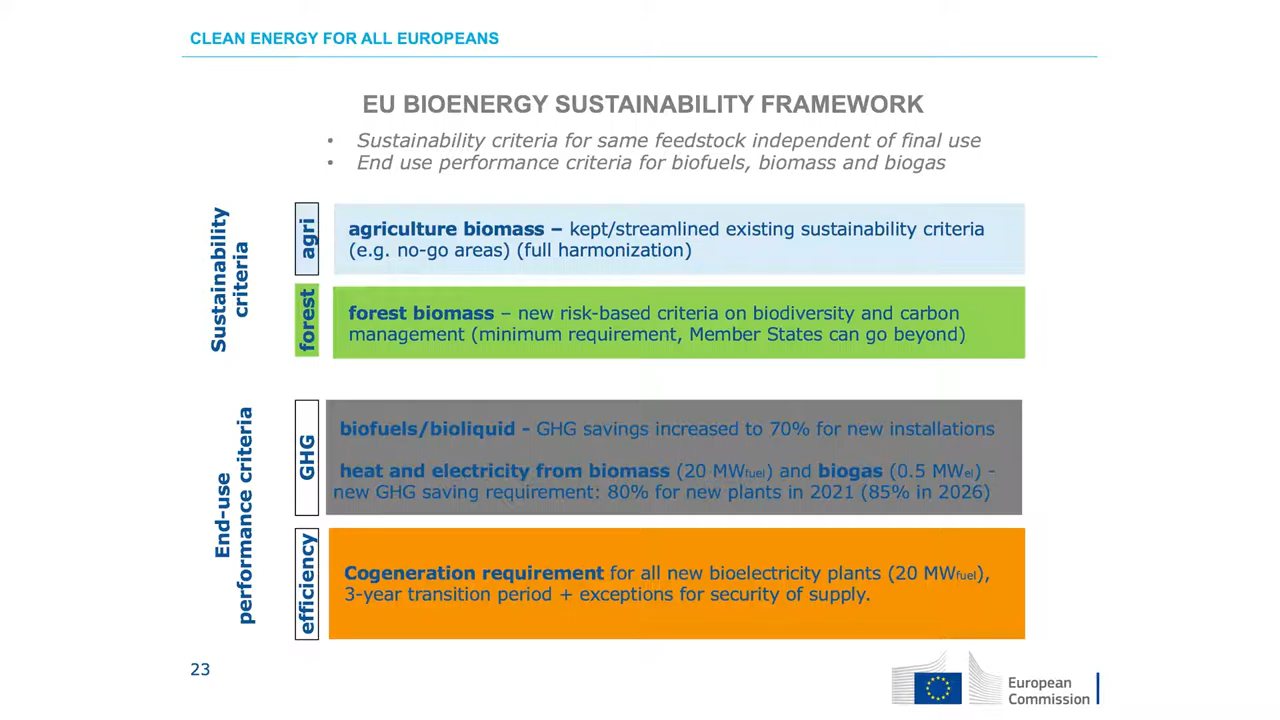 CLEAN ENERGY FOR ALL EUROPEANS
EU BIOENERGY SUSTAINABILITY FRAMEWORK
• Sustainability criteria for same feedstock independent of final use
• End use performance criteria for biofuels, biomass and biogas
Sustainability
criteria
agri
agriculture biomass – kept/streamlined existing sustainability criteria
(e.g. no-go areas) (full harmonization)
forest
forest biomass – new risk-based criteria on biodiversity and carbon
management (minimum requirement, Member States can go beyond)
End-use
performance criteria
GHG
biofuels/bioliquid - GHG savings increased to 70% for new installations
heat and electricity from biomass (20 MWfuel) and biogas (0.5 MWel) -
new GHG saving requirement: 80% for new plants in 2021 (85% in 2026)
efficiency
Cogeneration requirement for all new bioelectricity plants (20 MWfuel),
3-year transition period + exceptions for security of supply.
23
European
Commission